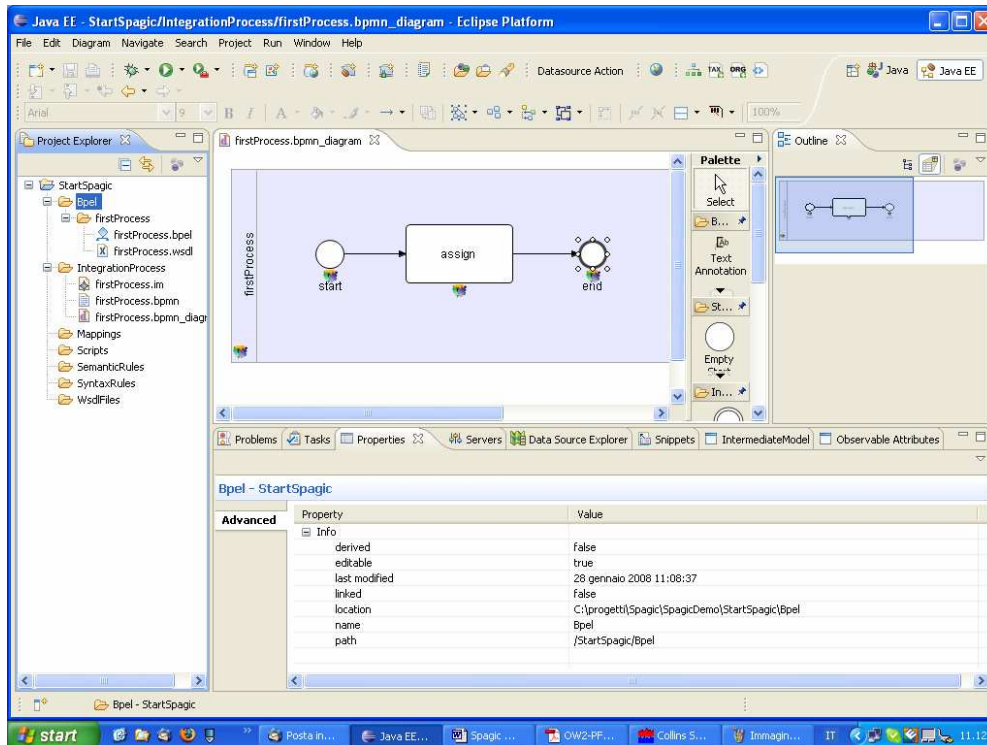 Java EE - StartSpagic/IntegrationProcess/firstProcess.bpmn_diagram - Eclipse Platform
File Edit Diagram Navigate Search Project Run Window Help
Datasource Action
Java
Java EE
Arial
9
100%
Project Explorer
firstProcess.bpmn_diagram
Outline
StartSpagic
Bpel
firstProcess
firstProcess.bpel
firstProcess.wsdl
IntegrationProcess
firstProcess.im
firstProcess.bpmn
firstProcess.bpmn_diagr
Mappings
Scripts
SemanticRules
SyntaxRules
WsdlFiles
firstProcess
start
assign
end
Palette
Select
B...
Text
Annotation
St...
Empty
In...
Problems Tasks Properties Servers Data Source Explorer Snippets IntermediateModel Observable Attributes
Bpel - StartSpagic
Advanced
Property Value
Info
derived false
editable true
last modified 28 gennaio 2008 11:08:37
linked false
location C:\progetti\Spagic\SpagicDemo\StartSpagic\Bpel
name Bpel
path /StartSpagic/Bpel
Bpel - StartSpagic
start Posta in... Java EE... Spagic ... OW2-PF... Collins S... Immagin... IT 11.12